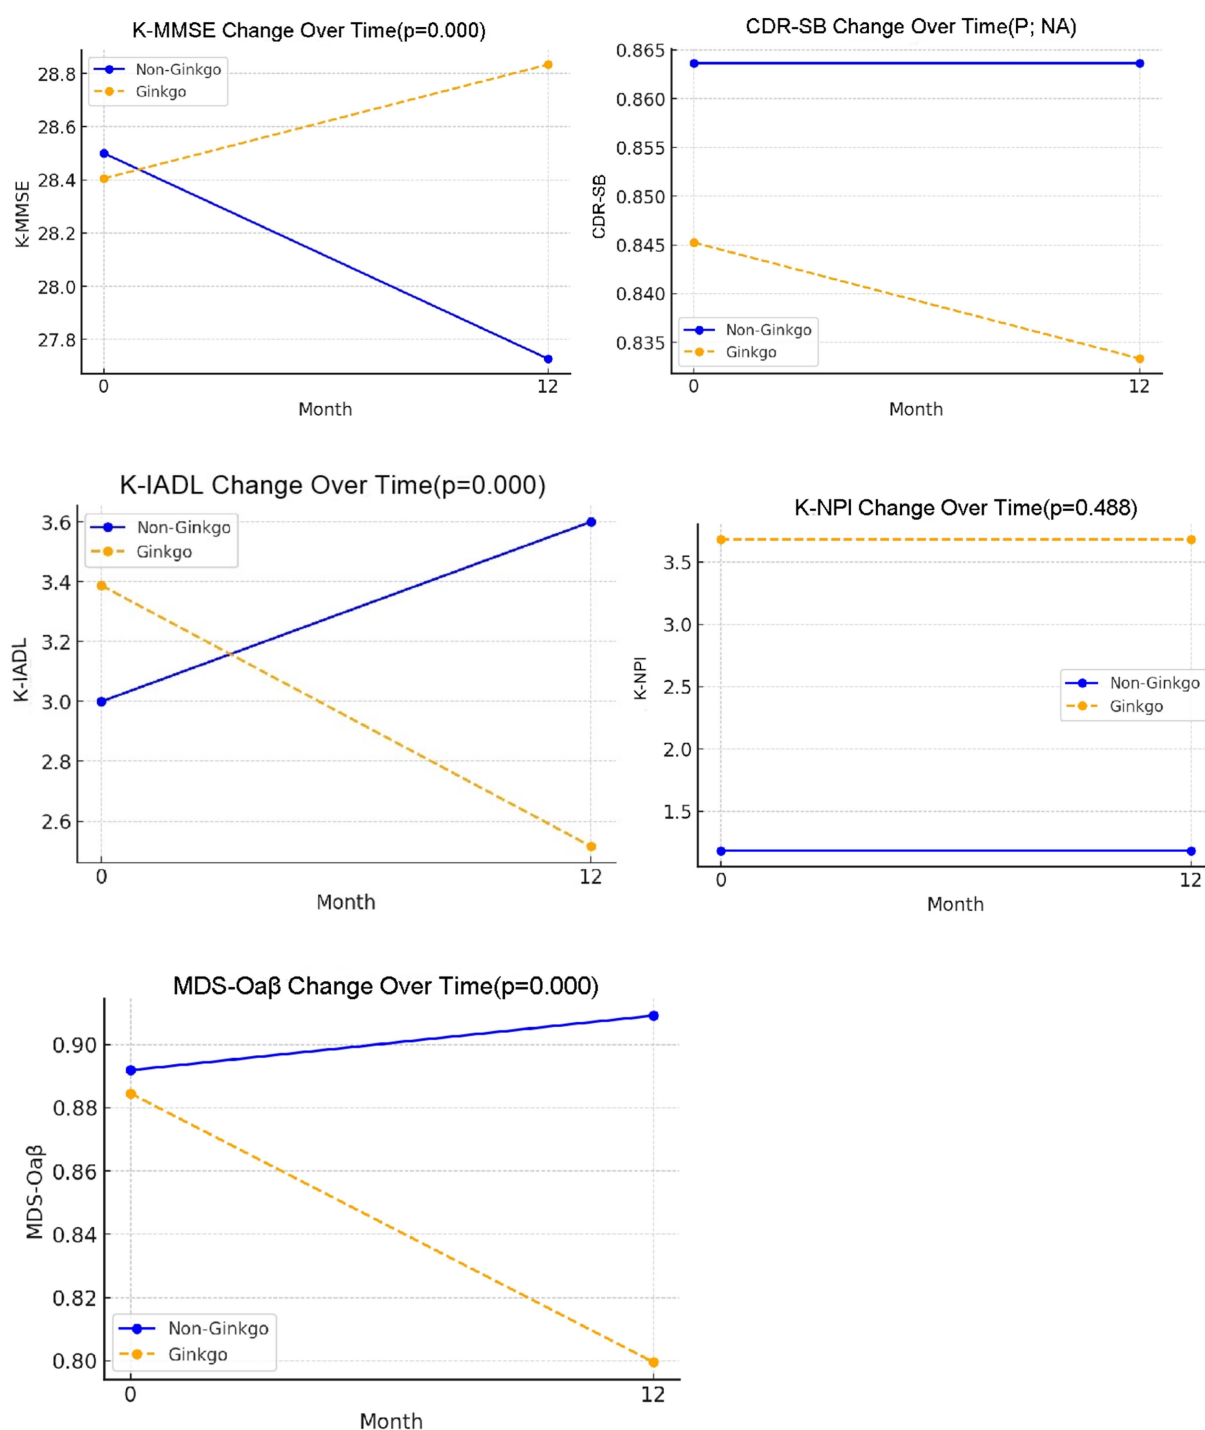 K-MMSE Change Over Time(p=0.000)
Non-Ginkgo
Ginkgo
28.8
28.6
28.4
28.2
28.0
27.8
K-MMSE
0
12
Month
CDR-SB Change Over Time(P; NA)
0.865
0.860
0.855
0.850
0.845
0.840
0.835
CDR-SB
Non-Ginkgo
Ginkgo
0
12
Month
K-IADL Change Over Time(p=0.000)
Non-Ginkgo
Ginkgo
3.6
3.4
3.2
3.0
2.8
2.6
K-IADL
0
12
Month
K-NPI Change Over Time(p=0.488)
3.5
3.0
2.5
2.0
1.5
K-NPI
Non-Ginkgo
Ginkgo
0
12
Month
MDS-Oaβ Change Over Time(p=0.000)
0.90
0.88
0.86
0.84
0.82
0.80
MDS-Oaβ
Non-Ginkgo
Ginkgo
0
12
Month